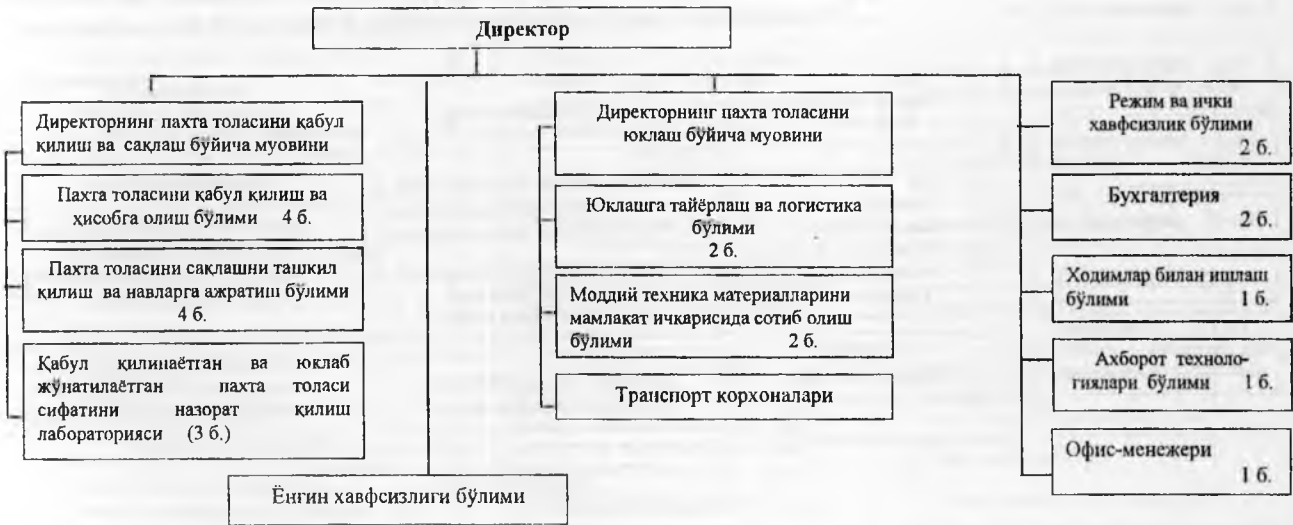 Директор
Директорнинг пахта толасини қабул
қилиш ва сақлаш бўйича муовини
Пахта толасини қабул қилиш ва
ҳисобга олиш бўлими 4 б.
Пахта толасини сақлашни ташкил
қилиш ва навларга ажратиш бўлими
4 б.
Қабул қилинаётган ва юклаб
жўнатилаётган пахта толаси
сифатини назорат қилиш
лабораторияси (3 б.)
Ёнгин хавфсизлиги бўлими
Директорнинг пахта толасини
юклаш бўйича муовини
Юклашга тайёрлаш ва логистика
бўлими
2 б.
Моддий техника материалларини
мамлакат ичкарисида сотиб олиш
бўлими 2 б.
Транспорт корхоналари
Режим ва ички
хавфсизлик бўлими
2 б.
Бухгалтерия
2 б.
Ходимлар билан ишлаш
бўлими 1 б.
Ахборот техноло-
гиялари бўлими 1 б.
Офис-менежери
1 б.